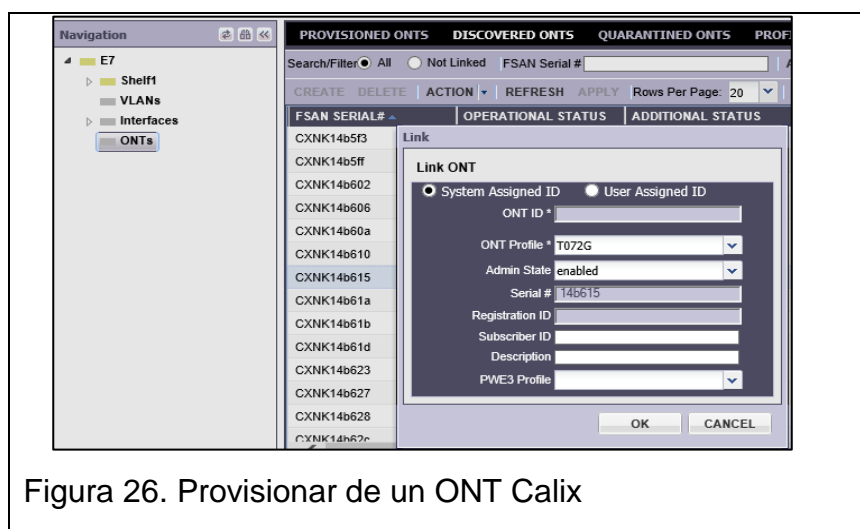 Navigation
E7
Shelf1
VLANs
Interfaces
ONTs
PROVISIONED ONTS DISCOVERED ONTS QUARANTINED ONTS
Search/Filter All Not Linked FSAN Serial #
CREATE DELETE ACTION REFRESH APPLY Rows Per Page: 20
FSAN SERIAL# OPERATIONAL STATUS ADDITIONAL STATUS
CXNK14b5f3
CXNK14b5ff
CXNK14b602
CXNK14b606
CXNK14b60a
CXNK14b610
CXNK14b615
CXNK14b61a
CXNK14b61b
CXNK14b61d
CXNK14b623
CXNK14b627
CXNK14b628
CXNK14b62c
Link
Link ONT
System Assigned ID User Assigned ID
ONT ID *
ONT Profile * T072G
Admin State enabled
Serial # 14b615
Registration ID
Subscriber ID
Description
PWE3 Profile
OK CANCEL
Figura 26. Provisionar de un ONT Calix